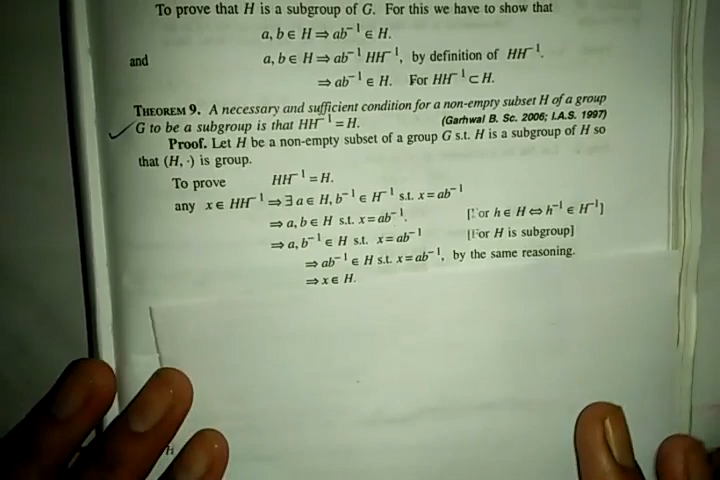 To prove that H is a subgroup of G. For this we have to show that
a, b ∈ H ⇒ ab⁻¹ ∈ H.
and a, b ∈ H ⇒ ab⁻¹ HH⁻¹, by definition of HH⁻¹.
⇒ ab⁻¹ ∈ H. For HH⁻¹ ⊂ H.
THEOREM 9. A necessary and sufficient condition for a non-empty subset H of a group
G to be a subgroup is that HH⁻¹ = H. (Garhwal B. Sc. 2006; I.A.S. 1997)
Proof. Let H be a non-empty subset of a group G s.t. H is a subgroup of H so
that (H, ·) is group.
To prove HH⁻¹ = H.
any x ∈ HH⁻¹ ⇒ ∃ a ∈ H, b⁻¹ ∈ H⁻¹ s.t. x = ab⁻¹
⇒ a, b ∈ H s.t. x = ab⁻¹. [For h ∈ H ⇔ h⁻¹ ∈ H⁻¹]
⇒ a, b⁻¹ ∈ H s.t. x = ab⁻¹ [For H is subgroup]
⇒ ab⁻¹ ∈ H s.t. x = ab⁻¹, by the same reasoning.
⇒ x ∈ H.
H